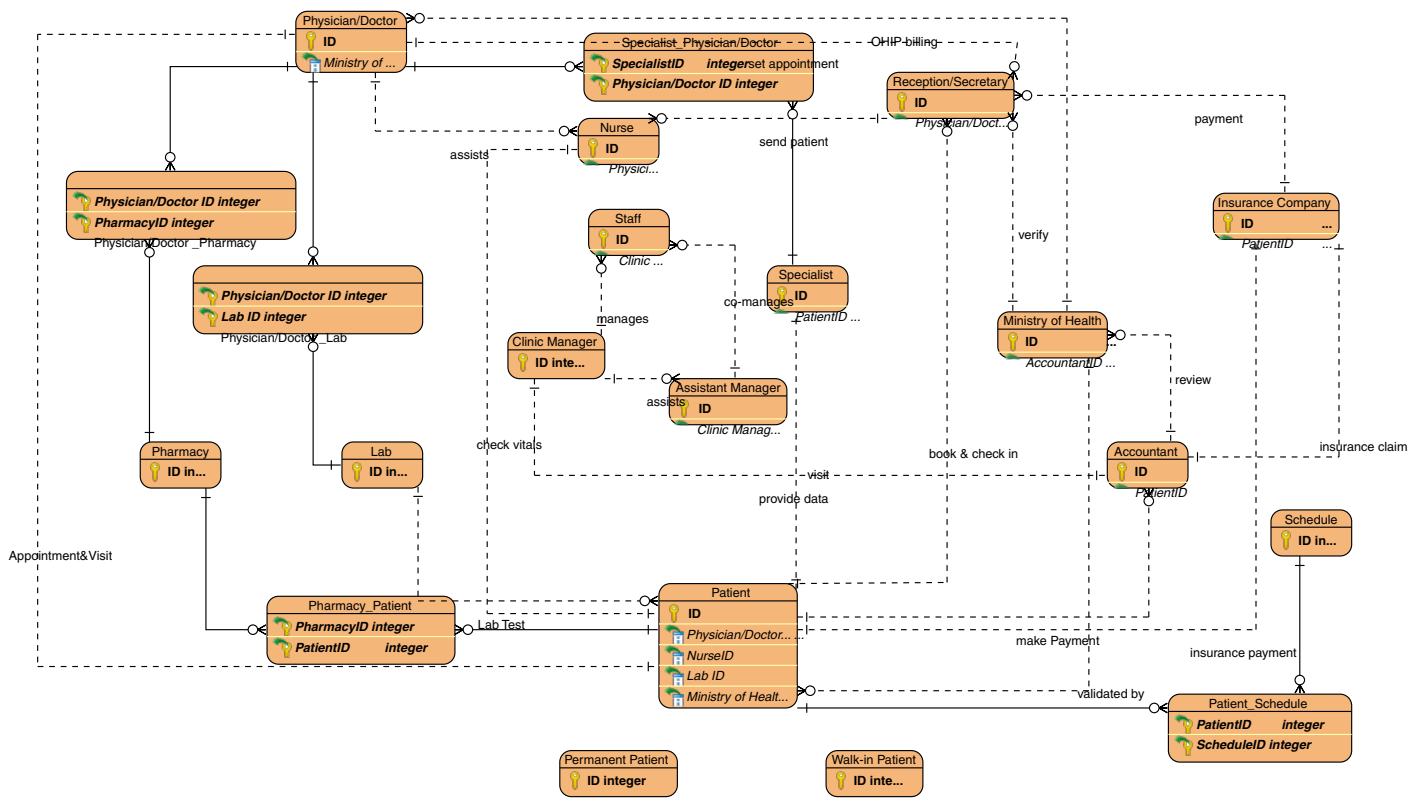 Physician/Doctor
ID
Ministry of ...
OHIP billing
Specialist_Physician/Doctor
SpecialistID integer
Physician/Doctor ID integer
set appointment
Reception/Secretary
ID
Physician/Doct...
payment
Nurse
ID
Physici...
assists
send patient
Physician/Doctor ID integer
PharmacyID integer
Physician/Doctor _Pharmacy
Insurance Company
ID ...
PatientID ...
Staff
ID
Clinic ...
verify
Physician/Doctor ID integer
Lab ID integer
Physician/Doctor_Lab
Specialist
ID
PatientID ...
co-manages
manages
Ministry of Health
ID ...
AccountantID ...
Clinic Manager
ID inte...
Assistant Manager
ID
Clinic Manag...
assists
review
check vitals
Pharmacy
ID in...
Lab
ID in...
book & check in
Accountant
ID
PatientID
insurance claim
visit
provide data
Schedule
ID in...
Appointment&Visit
Pharmacy_Patient
PharmacyID integer
PatientID integer
Lab Test
Patient
ID
Physician/Doctor... ...
NurseID
Lab ID
Ministry of Healt...
make Payment
insurance payment
validated by
Patient_Schedule
PatientID integer
ScheduleID integer
Permanent Patient
ID integer
Walk-in Patient
ID inte...